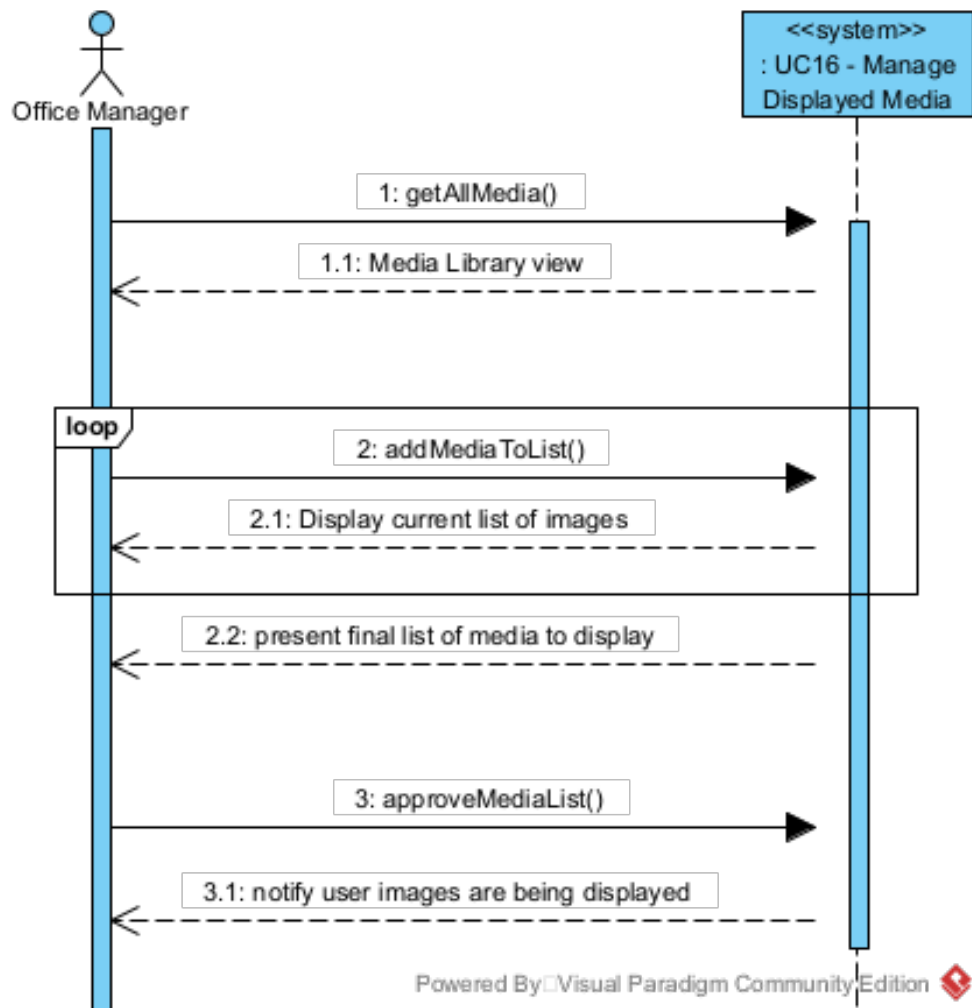 Office Manager
<<system>>
: UC16 - Manage
Displayed Media
1: getAllMedia()
1.1: Media Library view
loop
2: addMediaToList()
2.1: Display current list of images
2.2: present final list of media to display
3: approveMediaList()
3.1: notify user images are being displayed
Powered By□Visual Paradigm Community Edition